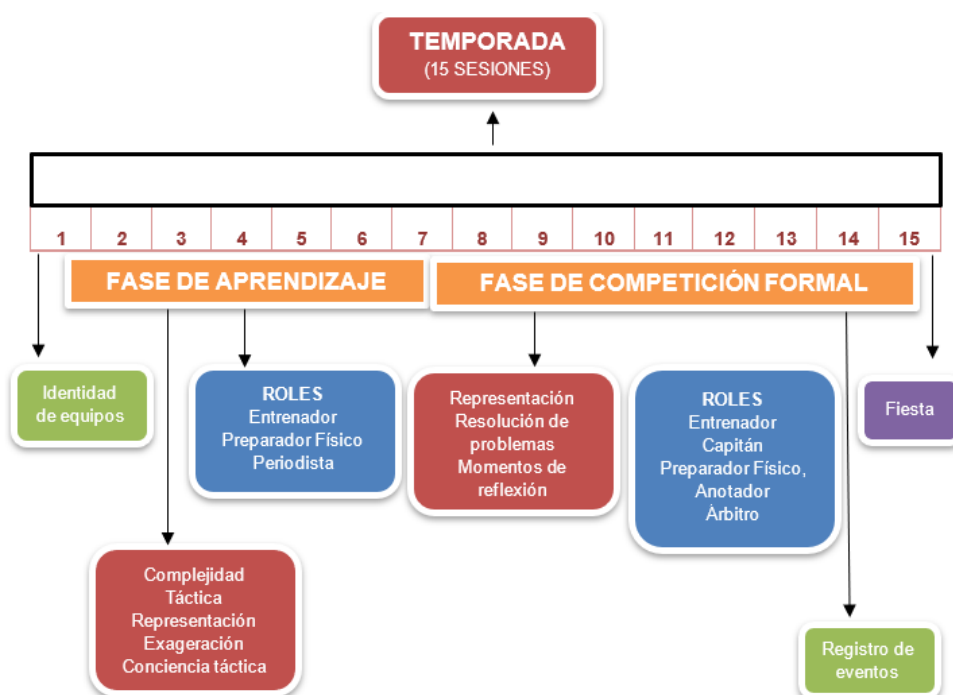 TEMPORADA
(15 SESIONES)
1 2 3 4 5 6 7 8 9 10 11 12 13 14 15
FASE DE APRENDIZAJE
FASE DE COMPETICIÓN FORMAL
Identidad
de equipos
ROLES
Entrenador
Preparador Físico
Periodista
Representación
Resolución de
problemas
Momentos de
reflexión
ROLES
Entrenador
Capitán
Preparador Físico,
Anotador
Àrbitro
Fiesta
Complejidad
Táctica
Representación
Exageración
Conciencia táctica
Registro de
eventos